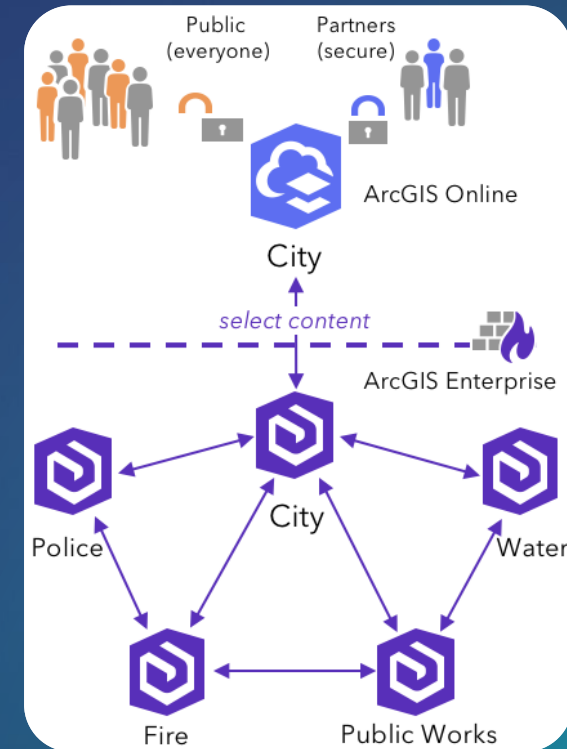 Public
(everyone)
Partners
(secure)
ArcGIS Online
City
select content
ArcGIS Enterprise
City
Police
Water
Fire
Public Works